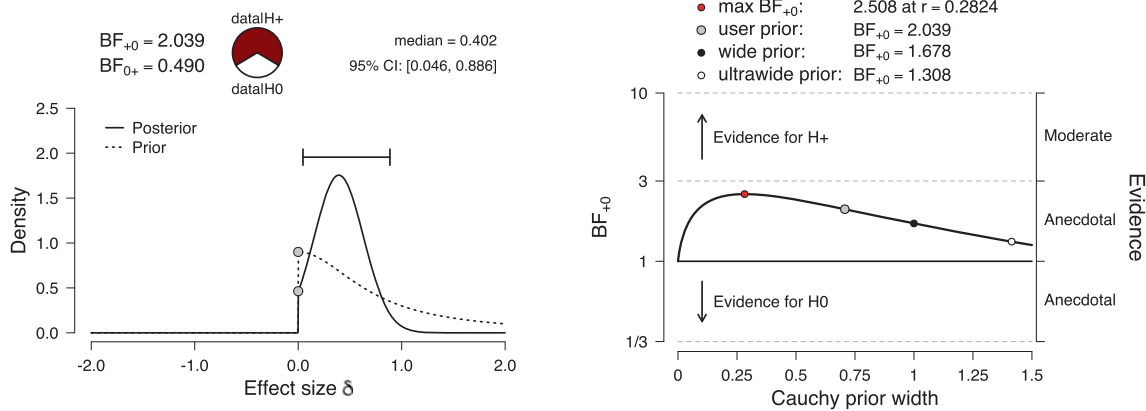 data|H+
BF+0 = 2.039
BF0+ = 0.490
data|H0
median = 0.402
95% CI: [0.046, 0.886]
2.5
2.0
1.5
1.0
0.5
0.0
Density
Posterior
Prior
-2.0 -1.0 0.0 1.0 2.0
Effect size δ
max BF+0: 2.508 at r = 0.2824
user prior: BF+0 = 2.039
wide prior: BF+0 = 1.678
ultrawide prior: BF+0 = 1.308
10
3
1
1/3
BF+0
Evidence for H+
Evidence for H0
Moderate
Anecdotal
Anecdotal
Evidence
0 0.25 0.5 0.75 1.0 1.25 1.5
Cauchy prior width